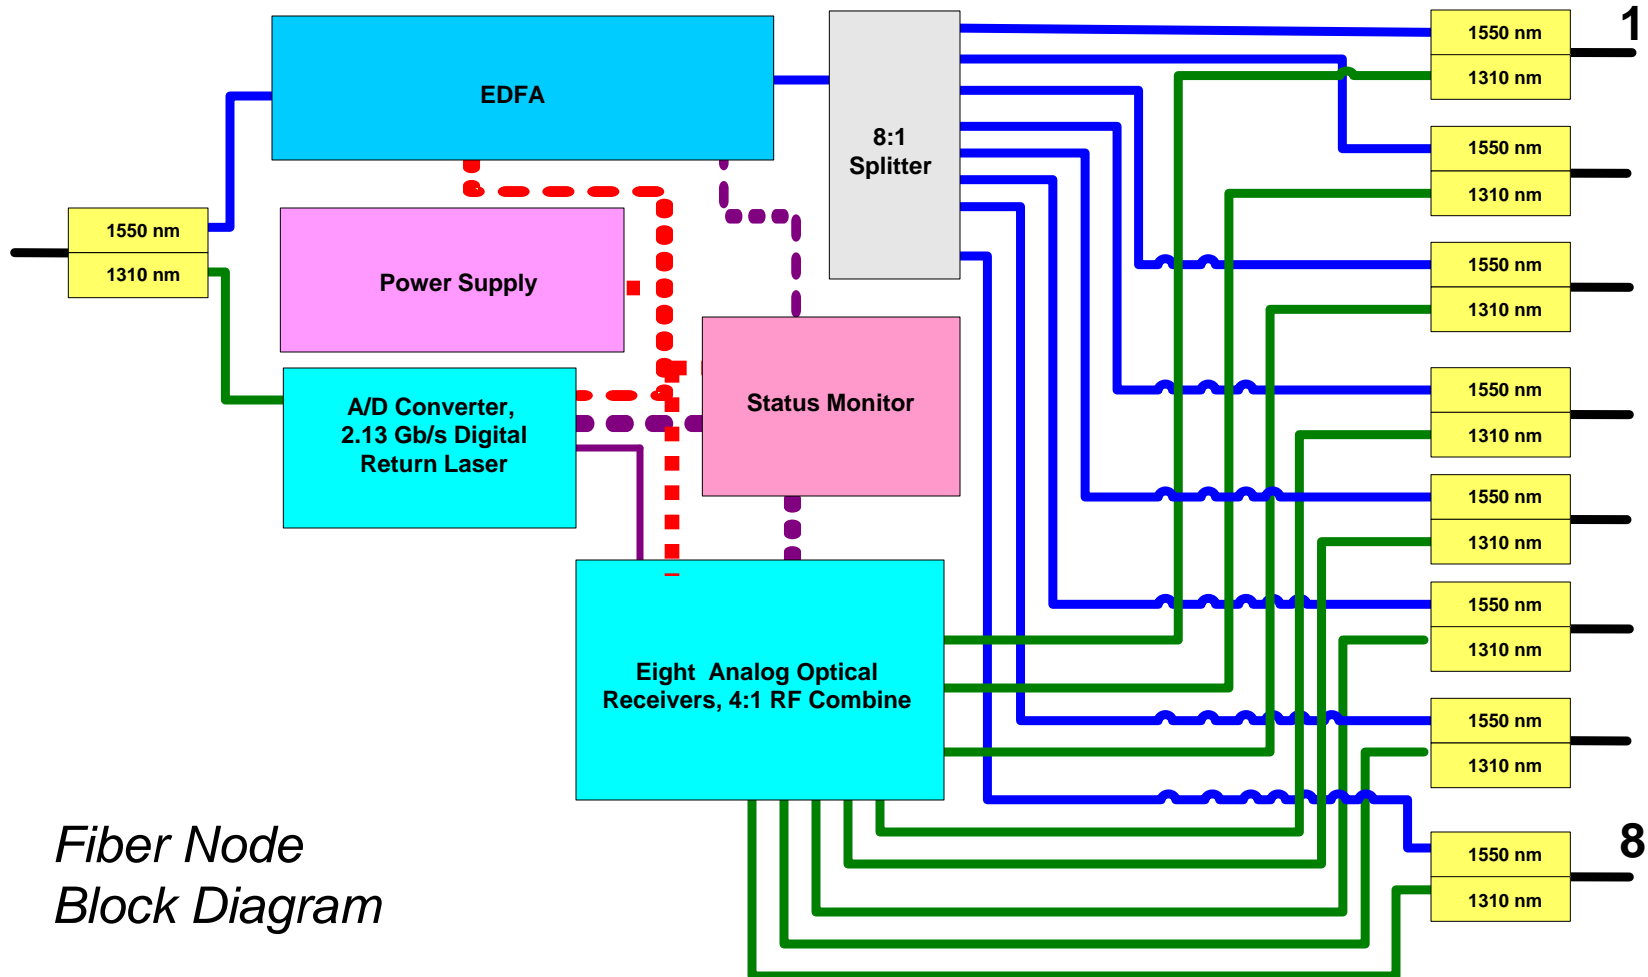 EDFA
8:1
Splitter
1550 nm
1310 nm
Power Supply
A/D Converter,
2.13 Gb/s Digital
Return Laser
Status Monitor
Eight  Analog Optical
Receivers, 4:1 RF Combine
1
1550 nm
1310 nm
1550 nm
1310 nm
1550 nm
1310 nm
1550 nm
1310 nm
1550 nm
1310 nm
1550 nm
1310 nm
1550 nm
1310 nm
8
1550 nm
1310 nm
Fiber Node
Block Diagram